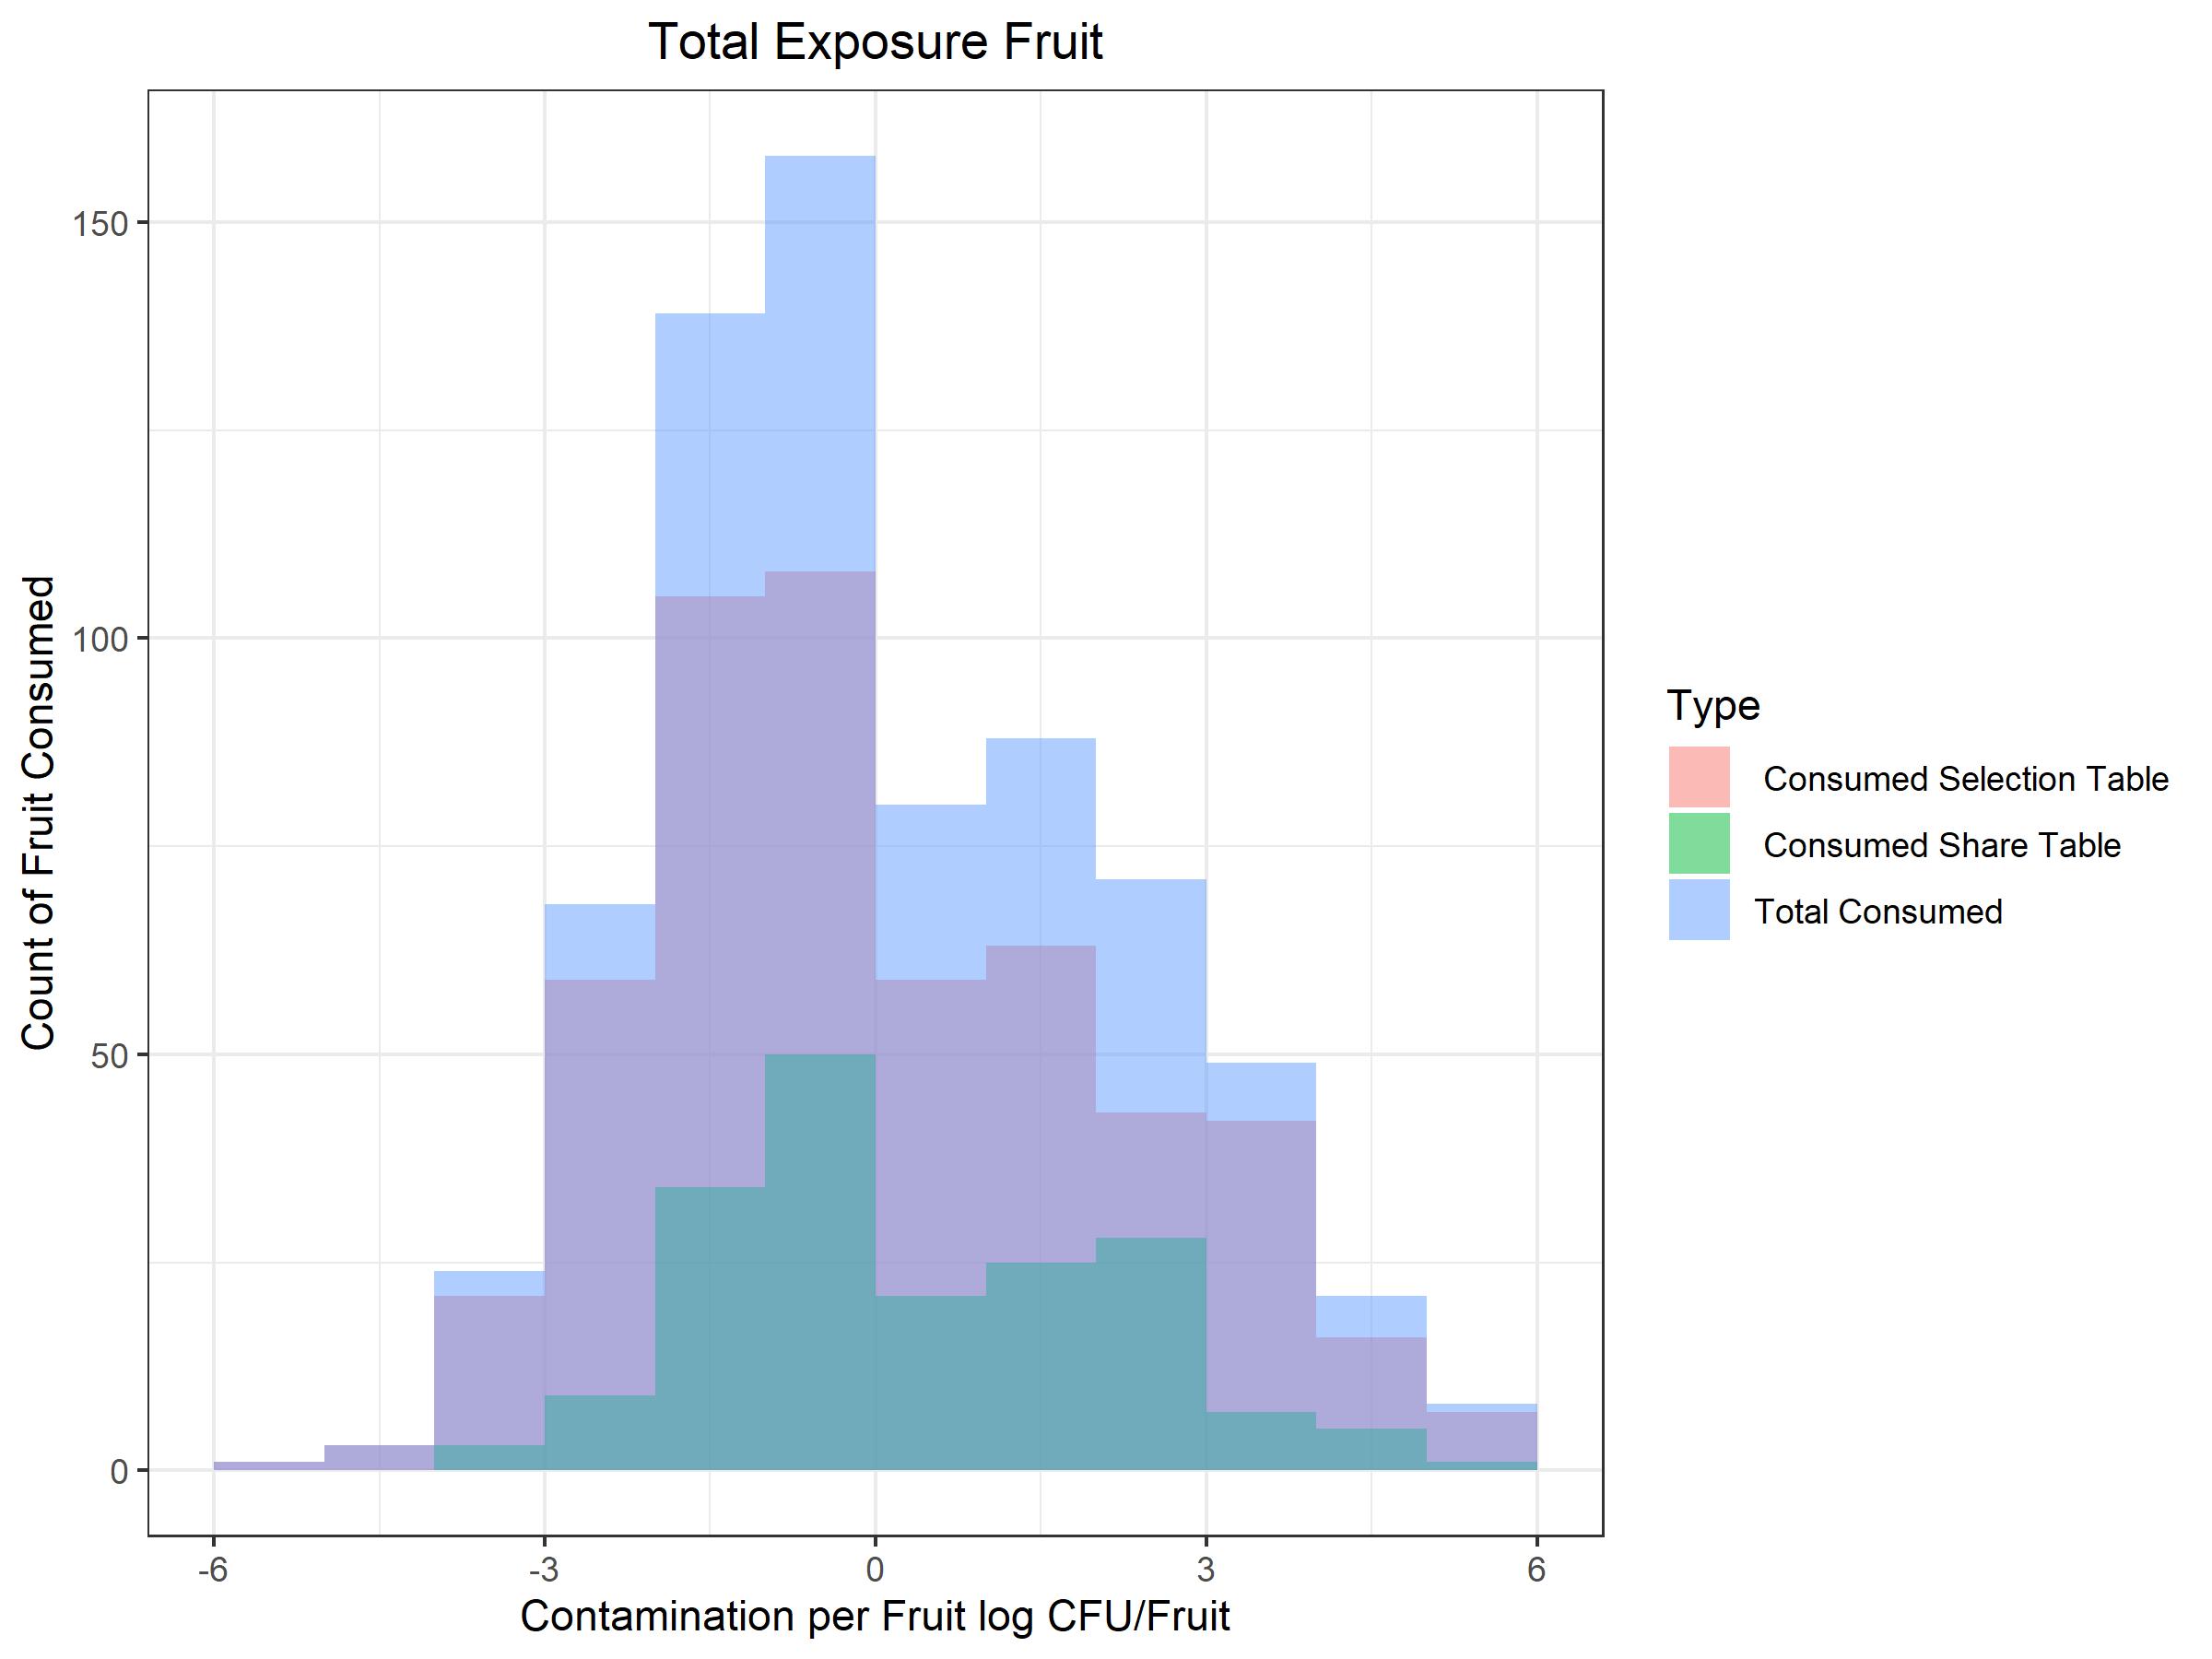 Total Exposure Fruit
Count of Fruit Consumed
150
100
50
0
-6
-3
0
3
6
Contamination per Fruit log CFU/Fruit
Type
Consumed Selection Table
Consumed Share Table
Total Consumed